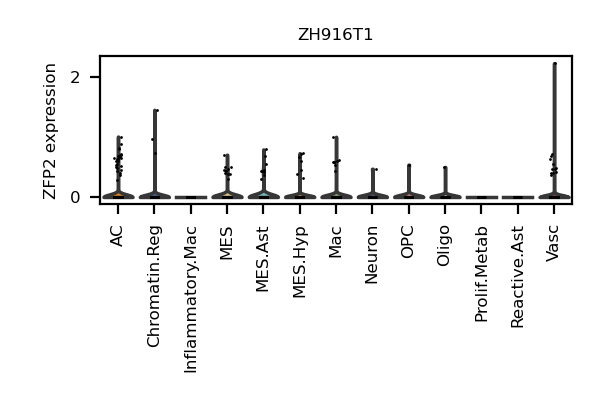 ZH916T1
ZFP2 expression
2
0
AC
Chromatin.Reg
Inflammatory.Mac
MES
MES.Ast
MES.Hyp
Mac
Neuron
OPC
Oligo
Prolif.Metab
Reactive.Ast
Vasc